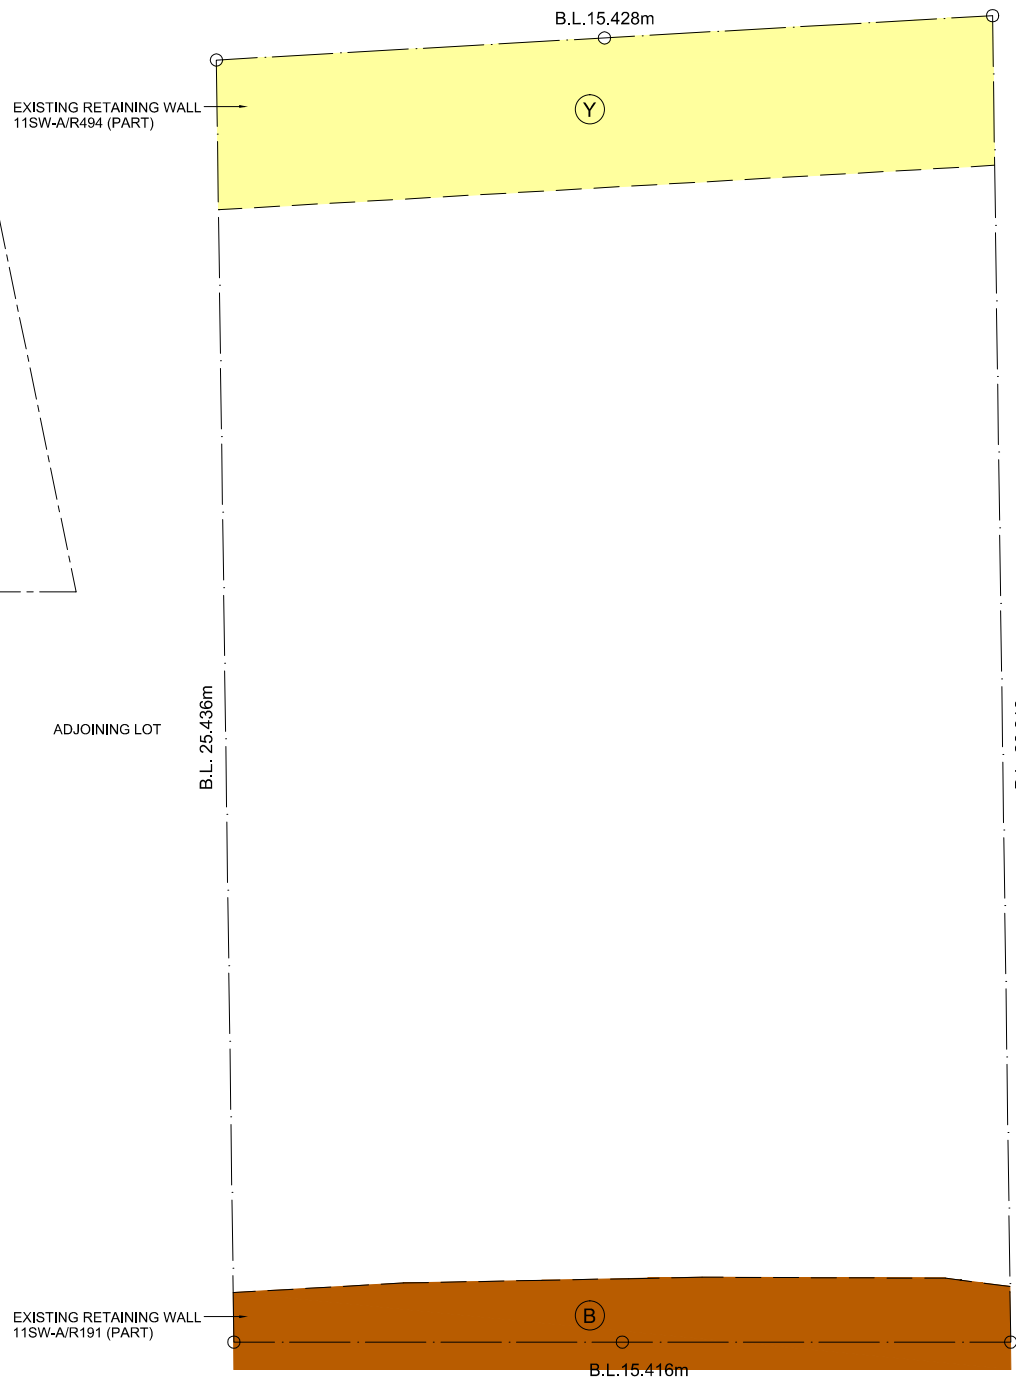 B.L.15.428m
EXISTING RETAINING WALL
11SW-A/R494 (PART)
Y
B.L. 25.436m
ADJOINING LOT
EXISTING RETAINING WALL
11SW-A/R191 (PART)
B
B.L.15.416m